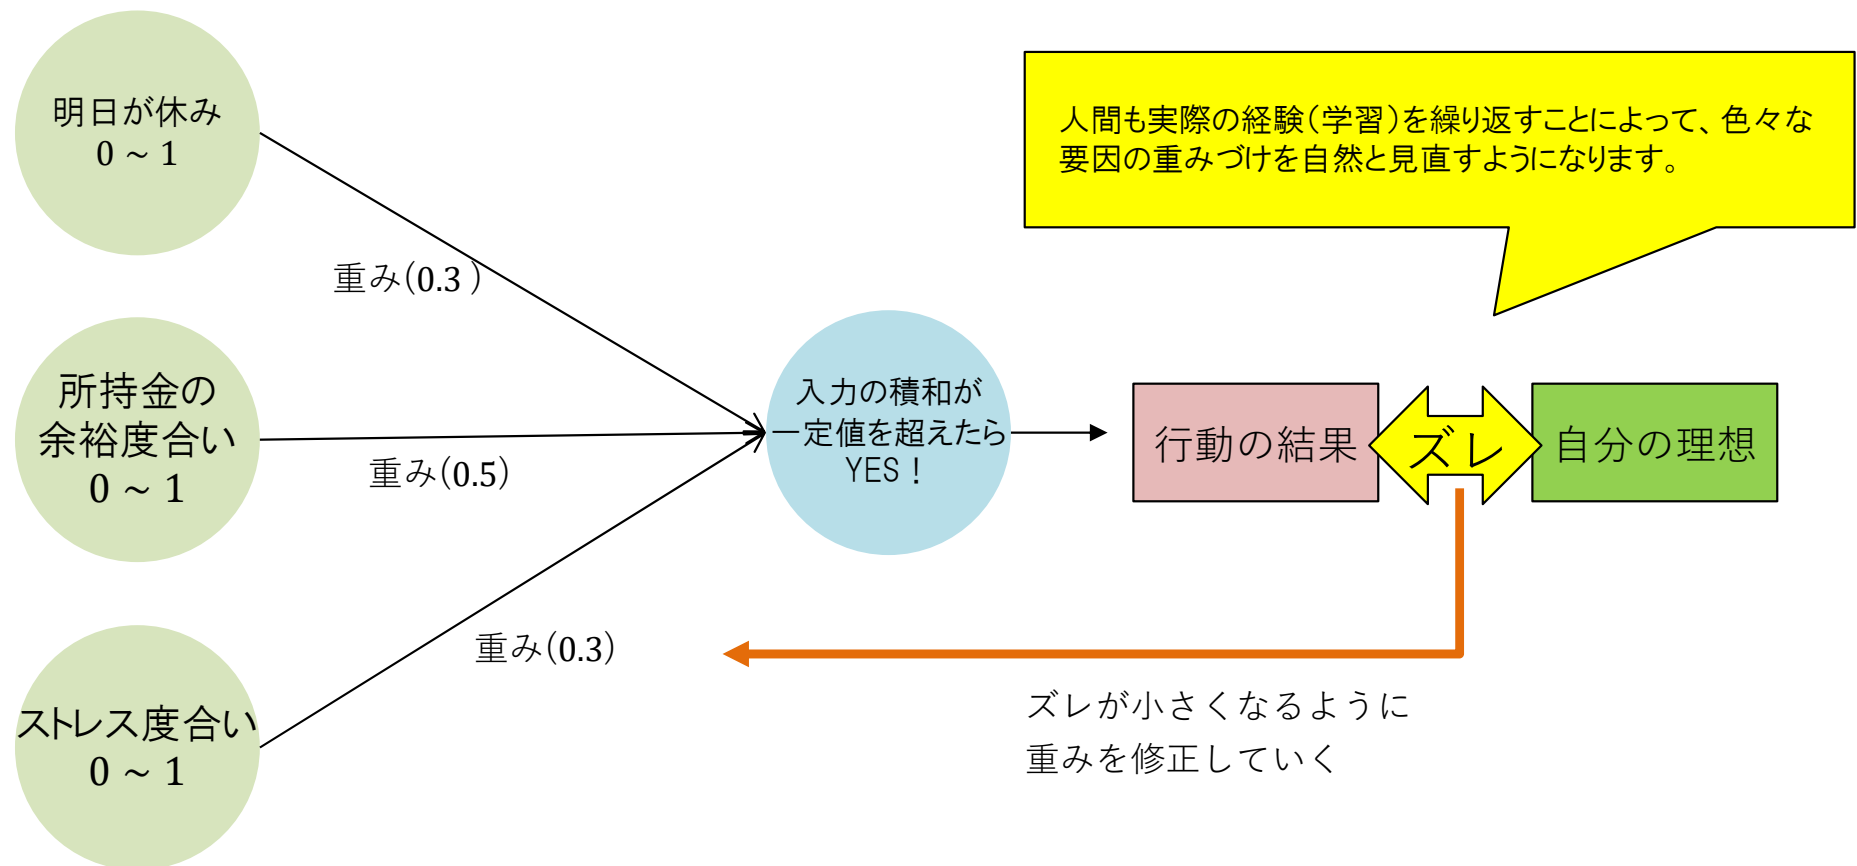 明日が休み
0 ~ 1
人間も実際の経験(学習)を繰り返すことによって、色々な
要因の重みづけを自然と見直すようになります。
重み(0.3 )
所持金の
余裕度合い
0 ~ 1
重み(0.5)
入力の積和が
一定値を超えたら
YES！
行動の結果
ズレ
自分の理想
重み(0.3)
ストレス度合い
0 ~ 1
ズレが小さくなるように
重みを修正していく